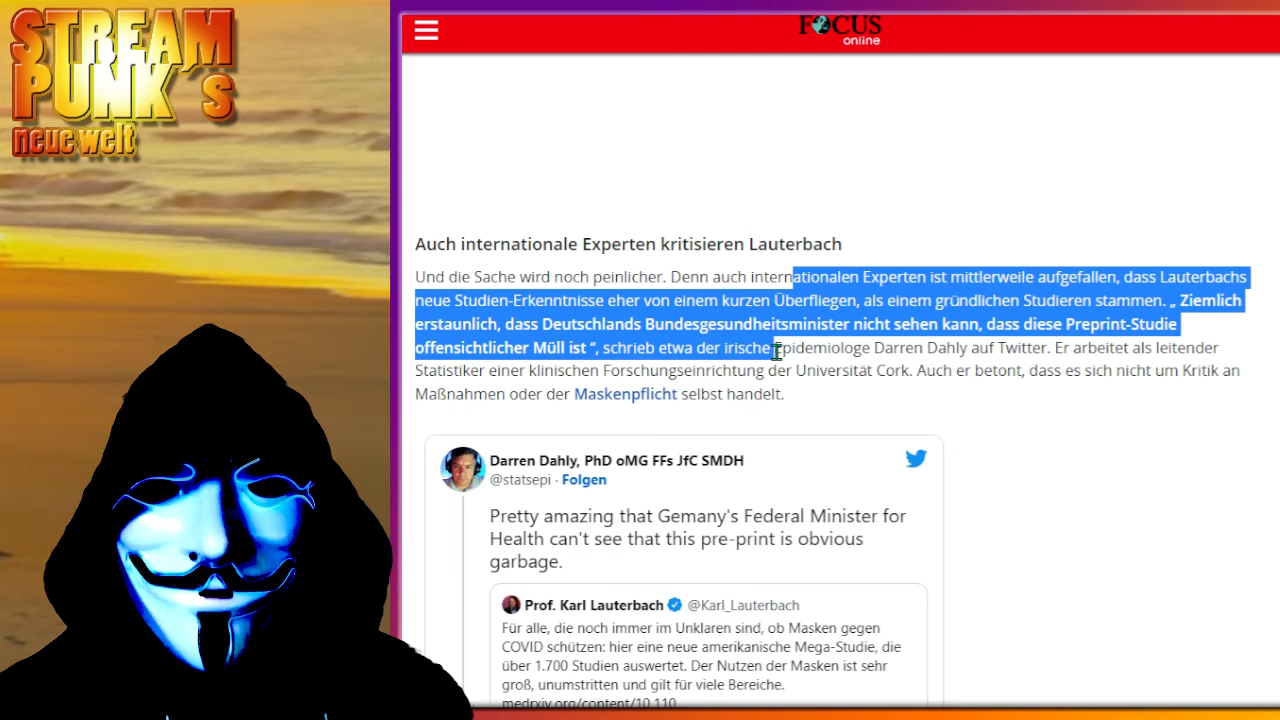 STREAM
PUNK´s
neue welt
FOCUS
online
Auch internationale Experten kritisieren Lauterbach
Und die Sache wird noch peinlicher. Denn auch internationalen Experten ist mittlerweile aufgefallen, dass Lauterbachs
neue Studien-Erkenntnisse eher von einem kurzen Überfliegen, als einem gründlichen Studieren stammen. „ Ziemlich
erstaunlich, dass Deutschlands Bundesgesundheitsminister nicht sehen kann, dass diese Preprint-Studie
offensichtlicher Müll ist “, schrieb etwa der irische Epidemiologe Darren Dahly auf Twitter. Er arbeitet als leitender
Statistiker einer klinischen Forschungseinrichtung der Universität Cork. Auch er betont, dass es sich nicht um Kritik an
Maßnahmen oder der Maskenpflicht selbst handelt.
Darren Dahly, PhD oMG FFs JfC SMDH
@statsepi · Folgen
Pretty amazing that Gemany's Federal Minister for
Health can't see that this pre-print is obvious
garbage.
Prof. Karl Lauterbach @Karl_Lauterbach
Für alle, die noch immer im Unklaren sind, ob Masken gegen
COVID schützen: hier eine neue amerikanische Mega-Studie, die
über 1.700 Studien auswertet. Der Nutzen der Masken ist sehr
groß, unumstritten und gilt für viele Bereiche.
medrxiv.org/content/10.110…